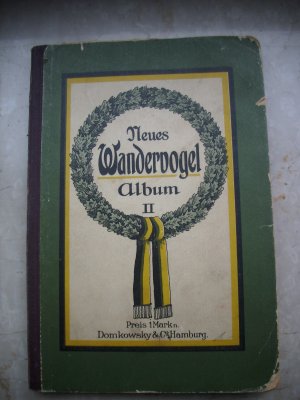 Neues
Wandervogel
Album
II
Preis 1 Mark n.
Domkowsky & Co, Hamburg.